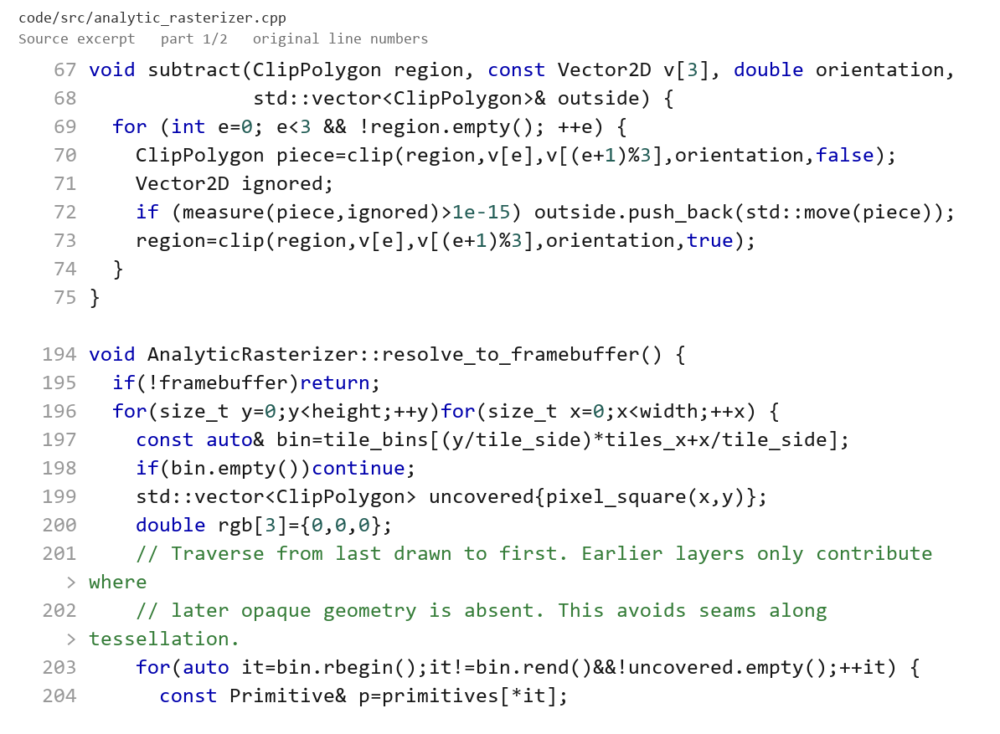 code/src/analytic_rasterizer.cpp
Source excerpt   part 1/2   original line numbers
67 void subtract(ClipPolygon region, const Vector2D v[3], double orientation,
68               std::vector<ClipPolygon>& outside) {
69   for (int e=0; e<3 && !region.empty(); ++e) {
70     ClipPolygon piece=clip(region,v[e],v[(e+1)%3],orientation,false);
71     Vector2D ignored;
72     if (measure(piece,ignored)>1e-15) outside.push_back(std::move(piece));
73     region=clip(region,v[e],v[(e+1)%3],orientation,true);
74   }
75 }
194 void AnalyticRasterizer::resolve_to_framebuffer() {
195   if(!framebuffer)return;
196   for(size_t y=0;y<height;++y)for(size_t x=0;x<width;++x) {
197     const auto& bin=tile_bins[(y/tile_side)*tiles_x+x/tile_side];
198     if(bin.empty())continue;
199     std::vector<ClipPolygon> uncovered{pixel_square(x,y)};
200     double rgb[3]={0,0,0};
201     // Traverse from last drawn to first. Earlier layers only contribute
> where
202     // later opaque geometry is absent. This avoids seams along
> tessellation.
203     for(auto it=bin.rbegin();it!=bin.rend()&&!uncovered.empty();++it) {
204       const Primitive& p=primitives[*it];